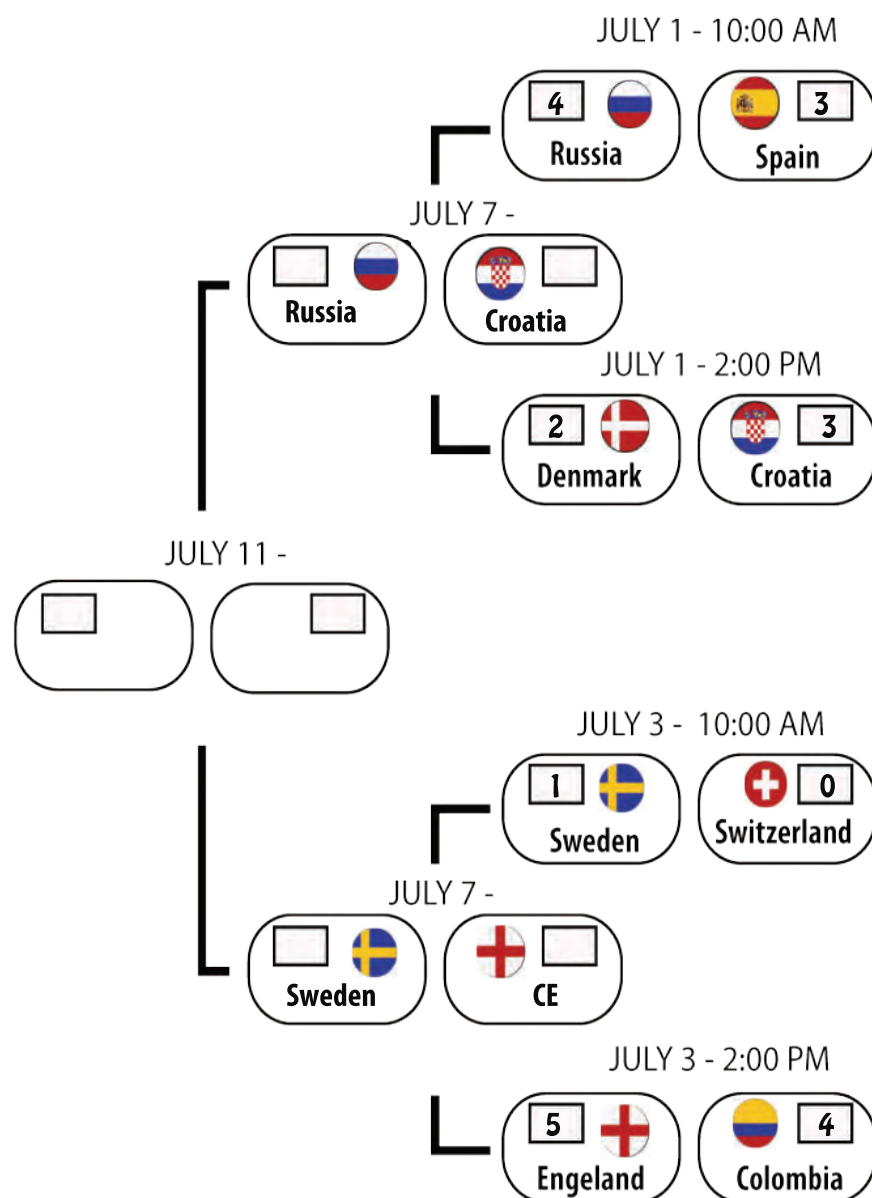 JULY 1 - 10:00 AM
4 3
Russia Spain
JULY 7 -
Russia Croatia
JULY 1 - 2:00 PM
2 3
Denmark Croatia
JULY 11 -
JULY 3 - 10:00 AM
1 0
Sweden Switzerland
JULY 7 -
Sweden CE
JULY 3 - 2:00 PM
5 4
Engeland Colombia